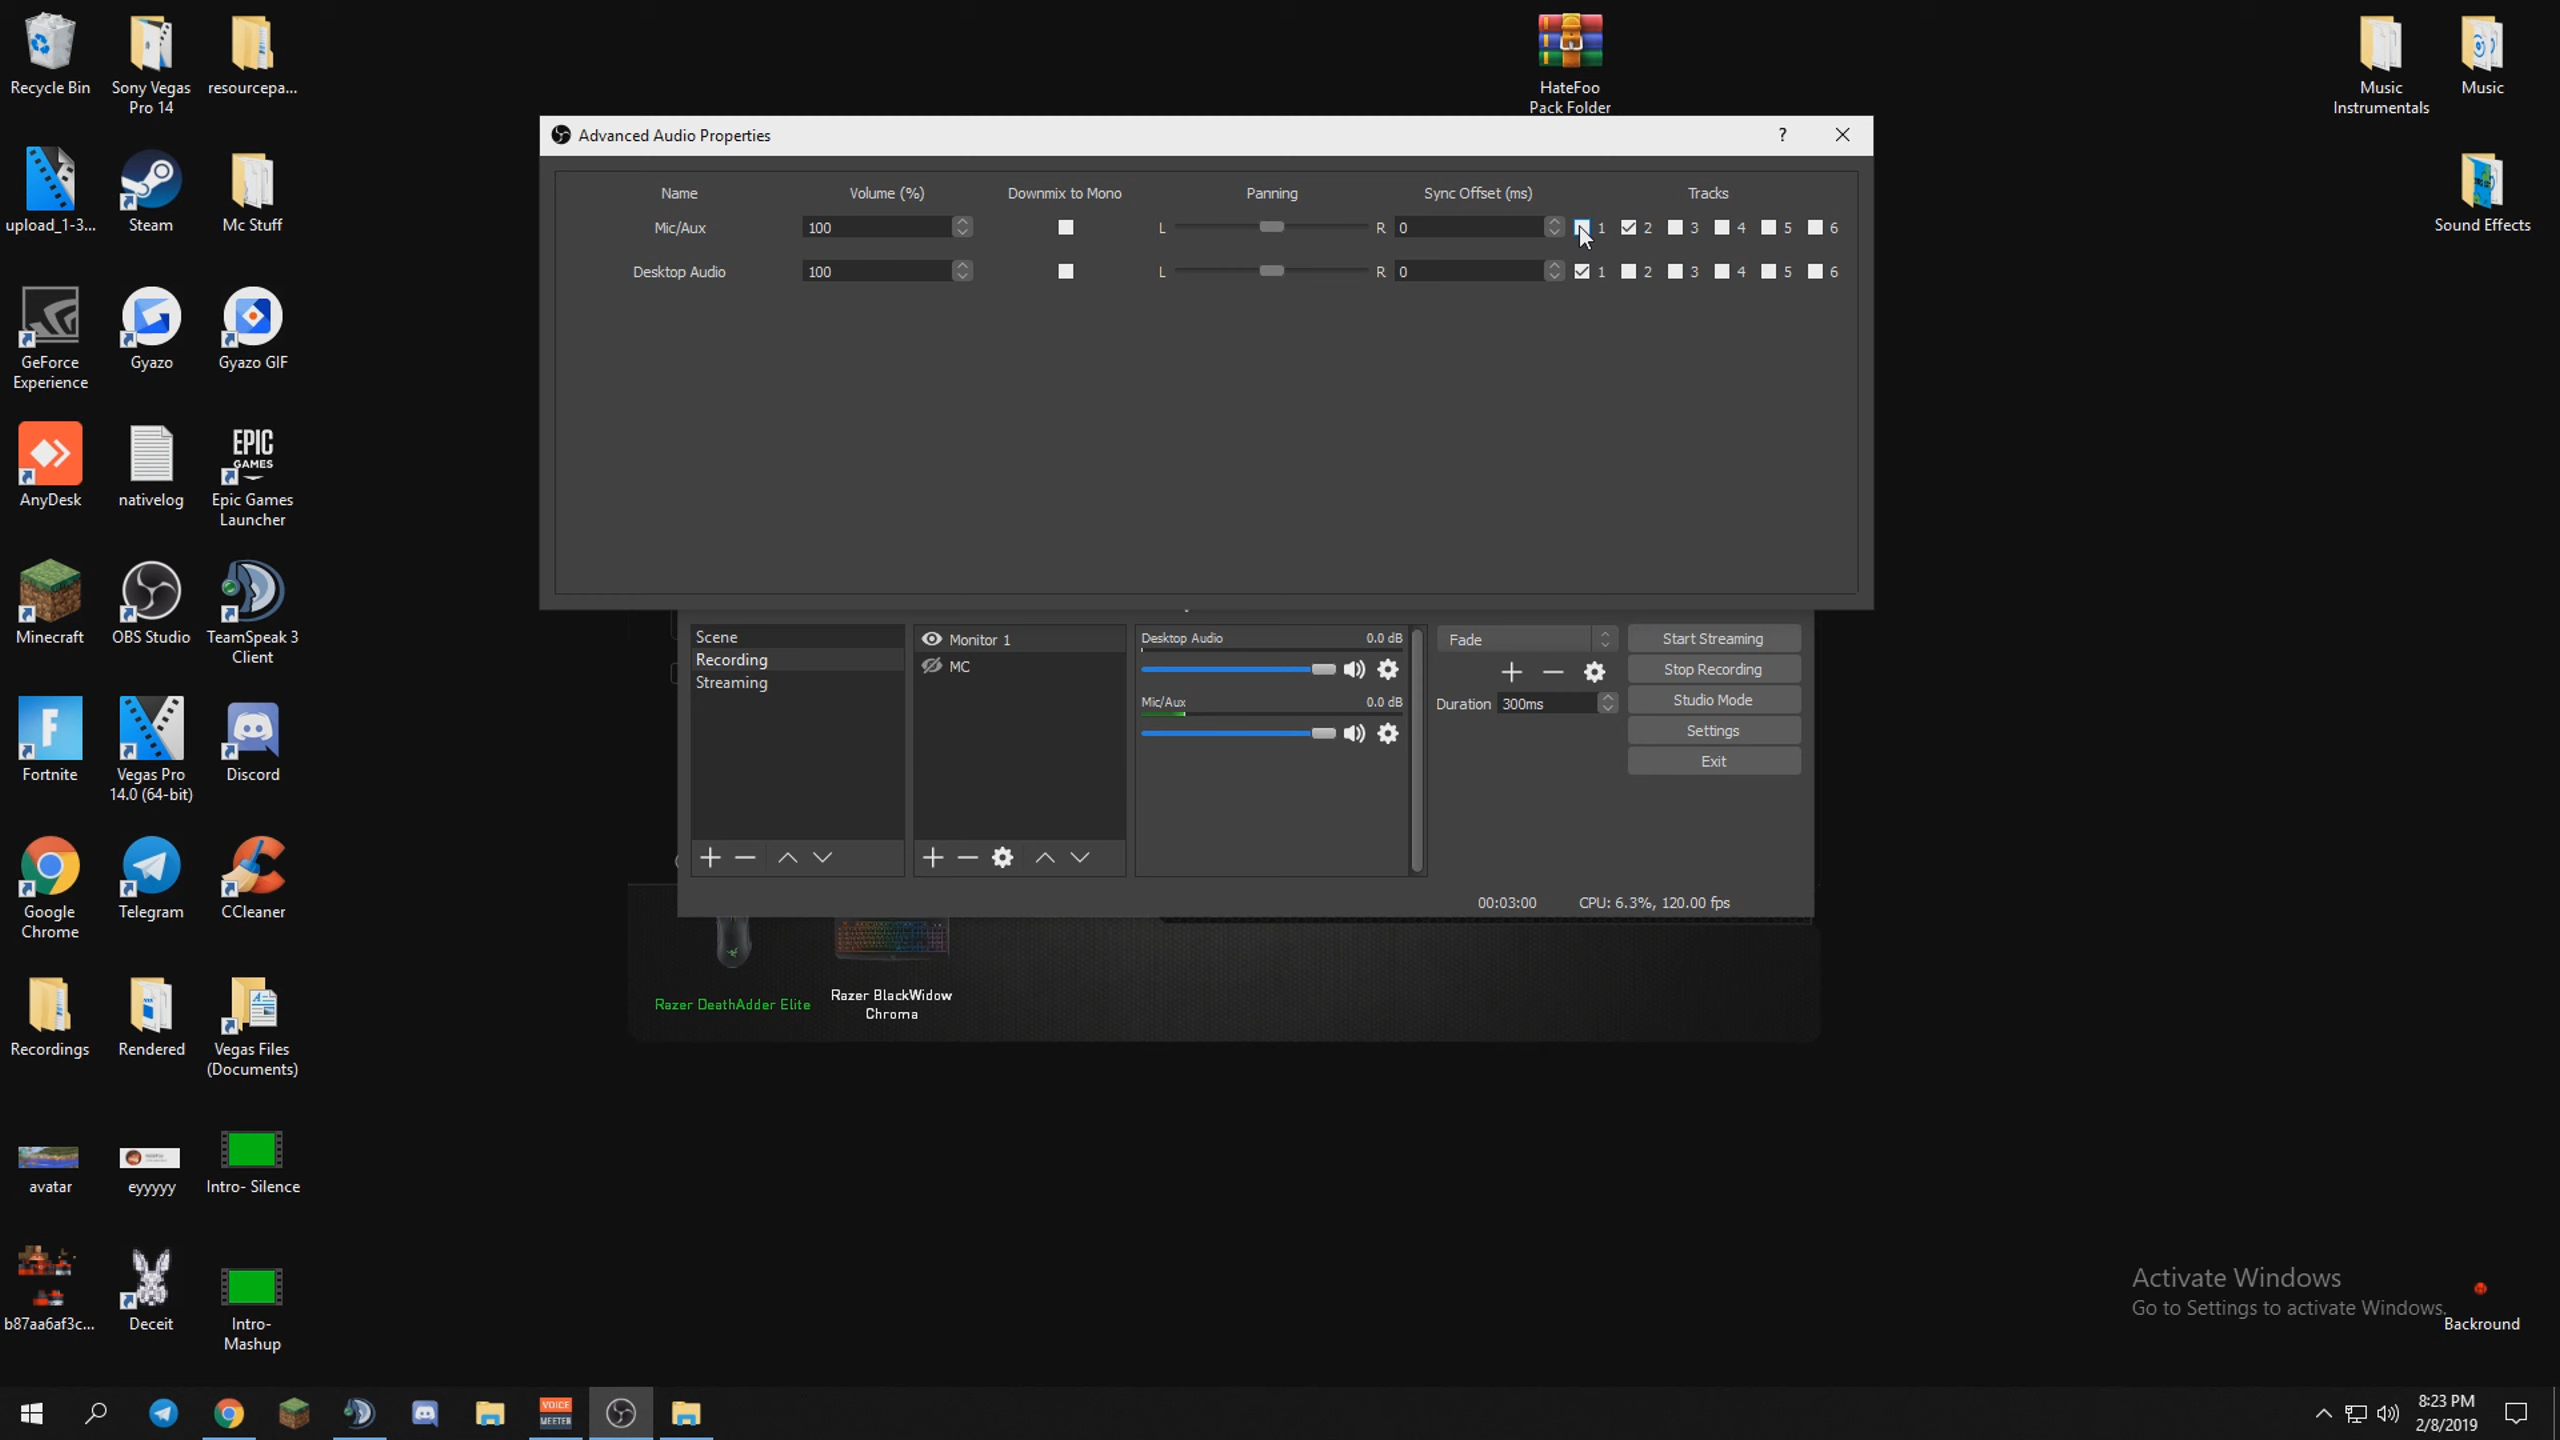 Recycle Bin
Sony Vegas
Pro 14
resourcepa...
HateFoo
Pack Folder
Music
Instrumentals
Music
Advanced Audio Properties
?
Name Volume (%) Downmix to Mono Panning Sync Offset (ms) Tracks
Mic/Aux 100 L R 0 1 2 3 4 5 6
Desktop Audio 100 L R 0 1 2 3 4 5 6
upload_1-3...
Steam
Mc Stuff
Sound Effects
GeForce
Experience
Gyazo
Gyazo GIF
AnyDesk
nativelog
EPIC
GAMES
Epic Games
Launcher
Minecraft
OBS Studio
TeamSpeak 3
Client
Scene
Recording
Streaming
Monitor 1
MC
Desktop Audio 0.0 dB
Mic/Aux 0.0 dB
Fade
Duration 300ms
Start Streaming
Stop Recording
Studio Mode
Settings
Exit
00:03:00 CPU: 6.3%, 120.00 fps
Fortnite
Vegas Pro
14.0 (64-bit)
Discord
Google
Chrome
Telegram
CCleaner
Razer DeathAdder Elite
Razer BlackWidow
Chroma
Recordings
Rendered
Vegas Files
(Documents)
avatar
eyyyyy
Intro- Silence
b87aa6af3c...
Deceit
Intro-
Mashup
Activate Windows
Go to Settings to activate Windows.
Backround
VOICE
MEETER
8:23 PM
2/8/2019